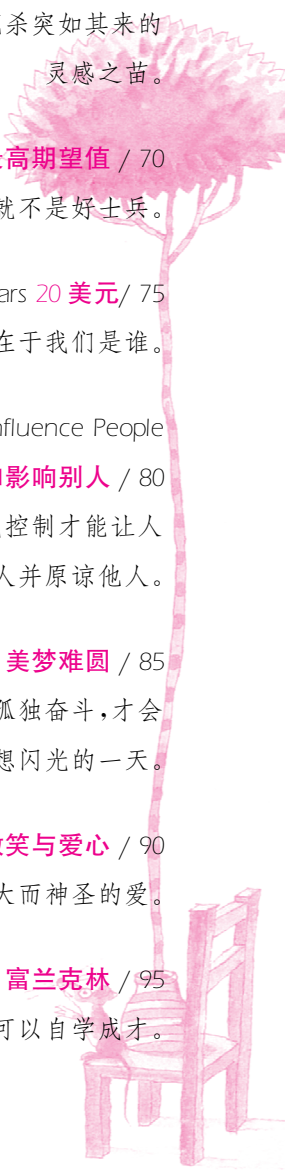 杀突如其来的
灵感之苗。
高期望值 / 70
就不是好士兵。
ars 20 美元/ 75
在于我们是谁。
nfluence People
影响别人 / 80
控制才能让人
人并原谅他人。
美梦难圆 / 85
孤独奋斗,才会
想闪光的一天。
笑与爱心 / 90
大而神圣的爱。
富兰克林 / 95
可以自学成才。